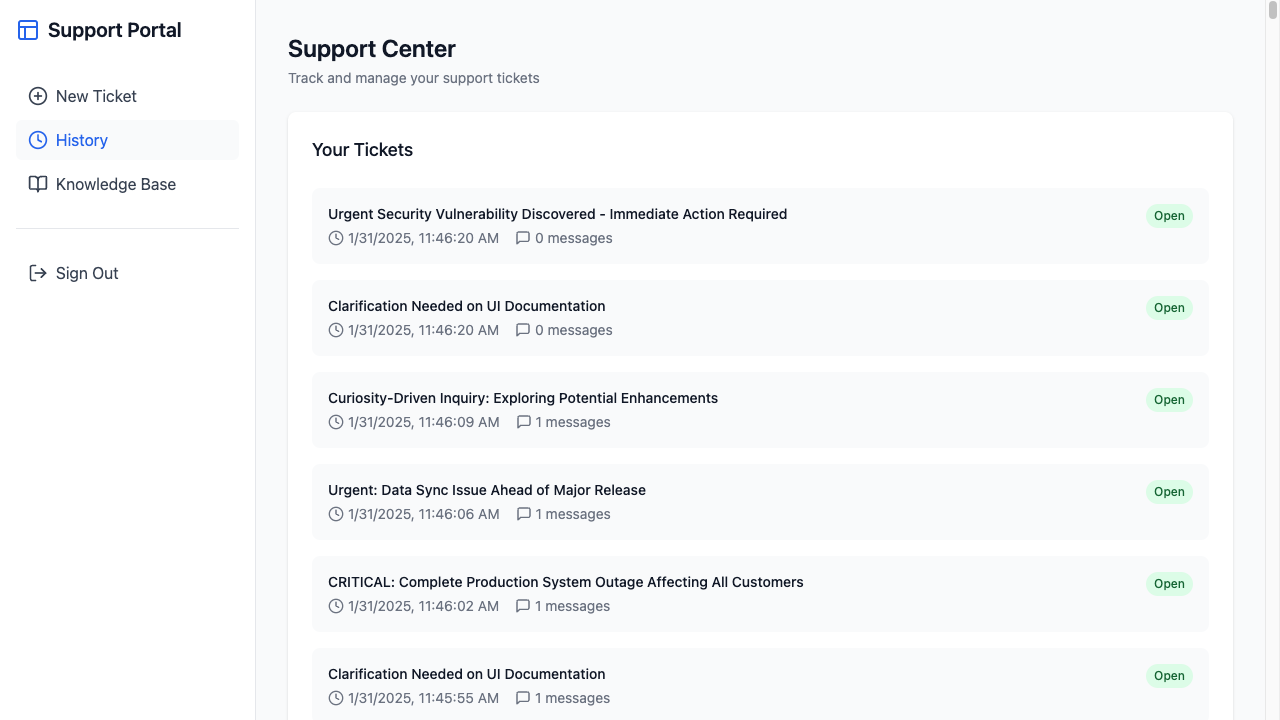 Support Portal
New Ticket
History
Knowledge Base
Sign Out
Support Center
Track and manage your support tickets
Your Tickets
Urgent Security Vulnerability Discovered - Immediate Action Required
Open
1/31/2025, 11:46:20 AM 0 messages
Clarification Needed on UI Documentation
Open
1/31/2025, 11:46:20 AM 0 messages
Curiosity-Driven Inquiry: Exploring Potential Enhancements
Open
1/31/2025, 11:46:09 AM 1 messages
Urgent: Data Sync Issue Ahead of Major Release
Open
1/31/2025, 11:46:06 AM 1 messages
CRITICAL: Complete Production System Outage Affecting All Customers
Open
1/31/2025, 11:46:02 AM 1 messages
Clarification Needed on UI Documentation
Open
1/31/2025, 11:45:55 AM 1 messages